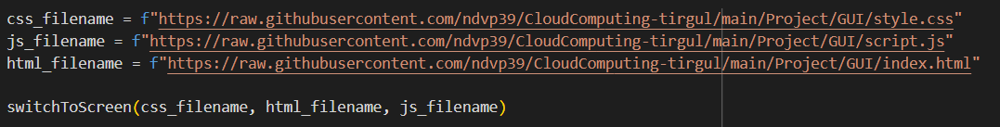 css_filename = f"https://raw.githubusercontent.com/ndvp39/CloudComputing-tirgul/main/Project/GUI/style.css"
js_filename = f"https://raw.githubusercontent.com/ndvp39/CloudComputing-tirgul/main/Project/GUI/script.js"
html_filename = f"https://raw.githubusercontent.com/ndvp39/CloudComputing-tirgul/main/Project/GUI/index.html"
switchToScreen(css_filename, html_filename, js_filename)